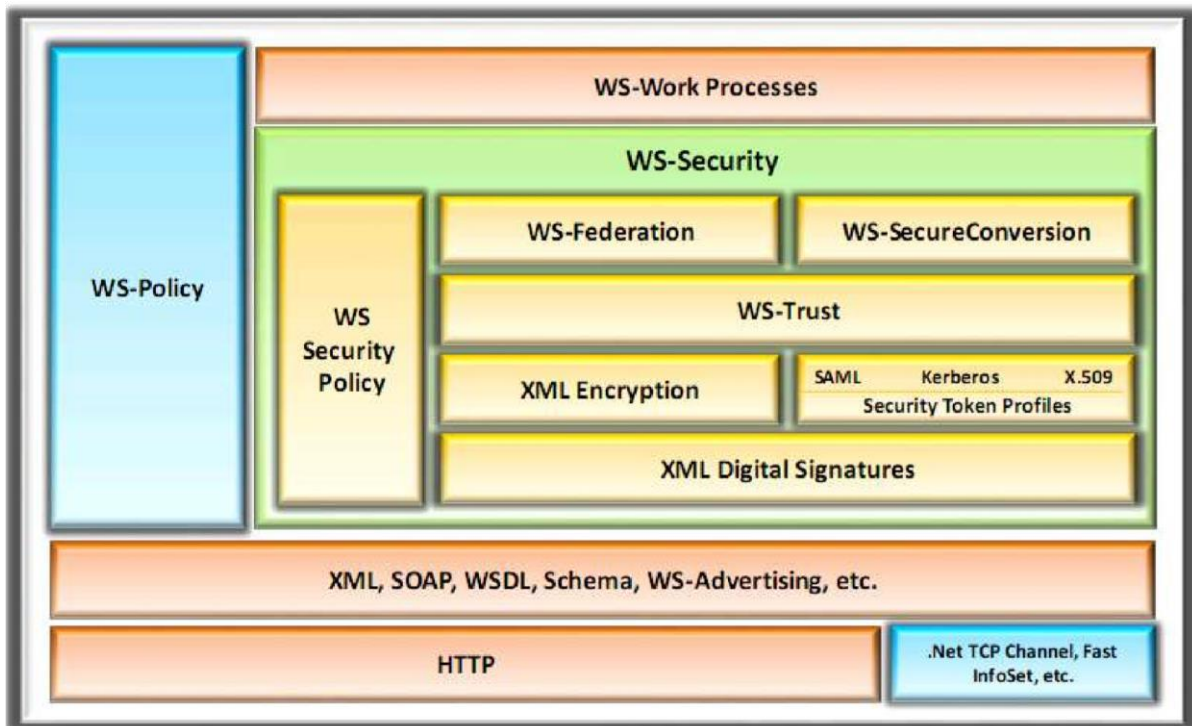 WS-Work Processes
WS-Policy
WS-Security
WS
Security
Policy
WS-Federation
WS-SecureConversion
WS-Trust
XML Encryption
SAML Kerberos X.509
Security Token Profiles
XML Digital Signatures
XML, SOAP, WSDL, Schema, WS-Advertising, etc.
HTTP
.Net TCP Channel, Fast
InfoSet, etc.